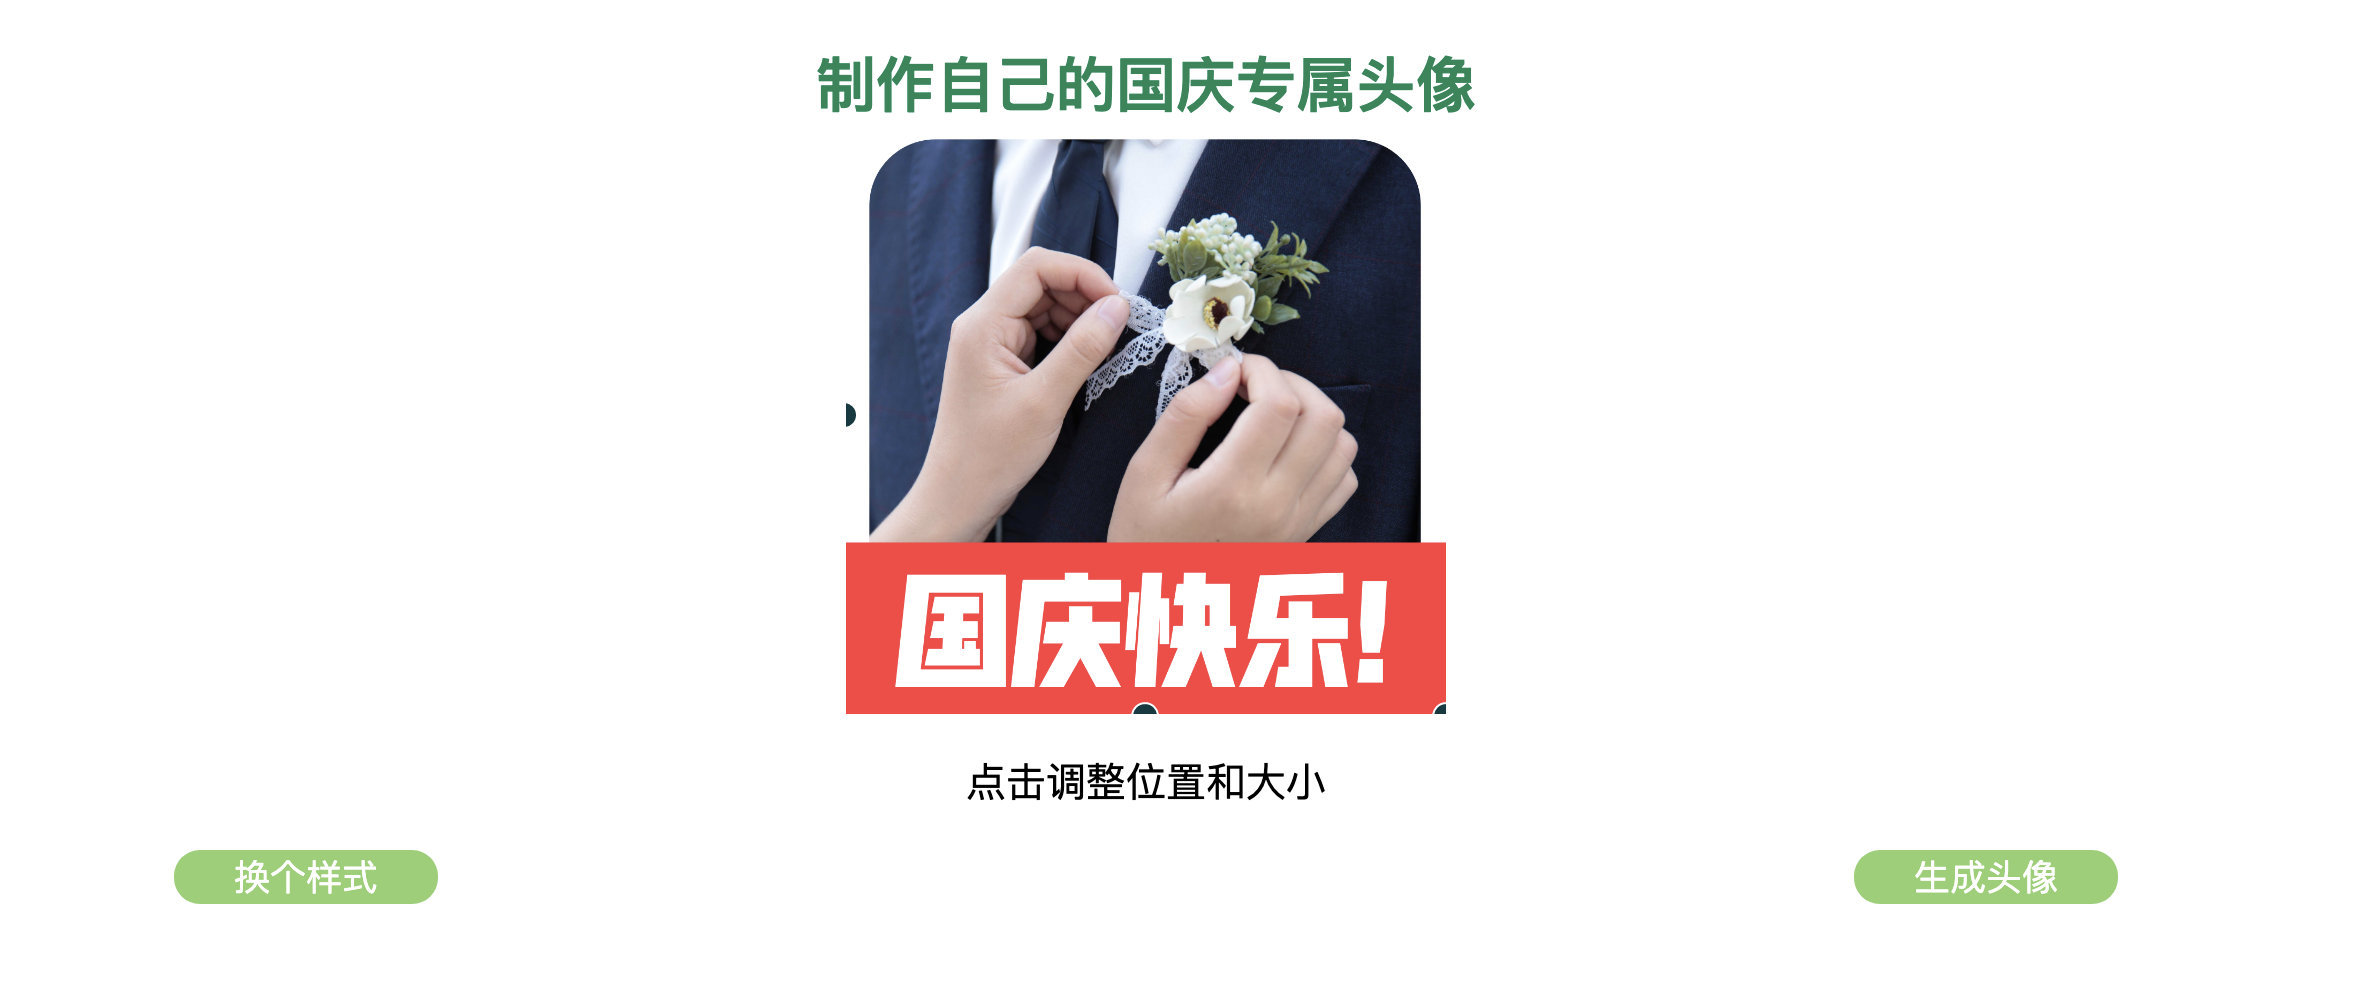 制作自己的国庆专属头像
国庆快乐!
点击调整位置和大小
换个样式
生成头像